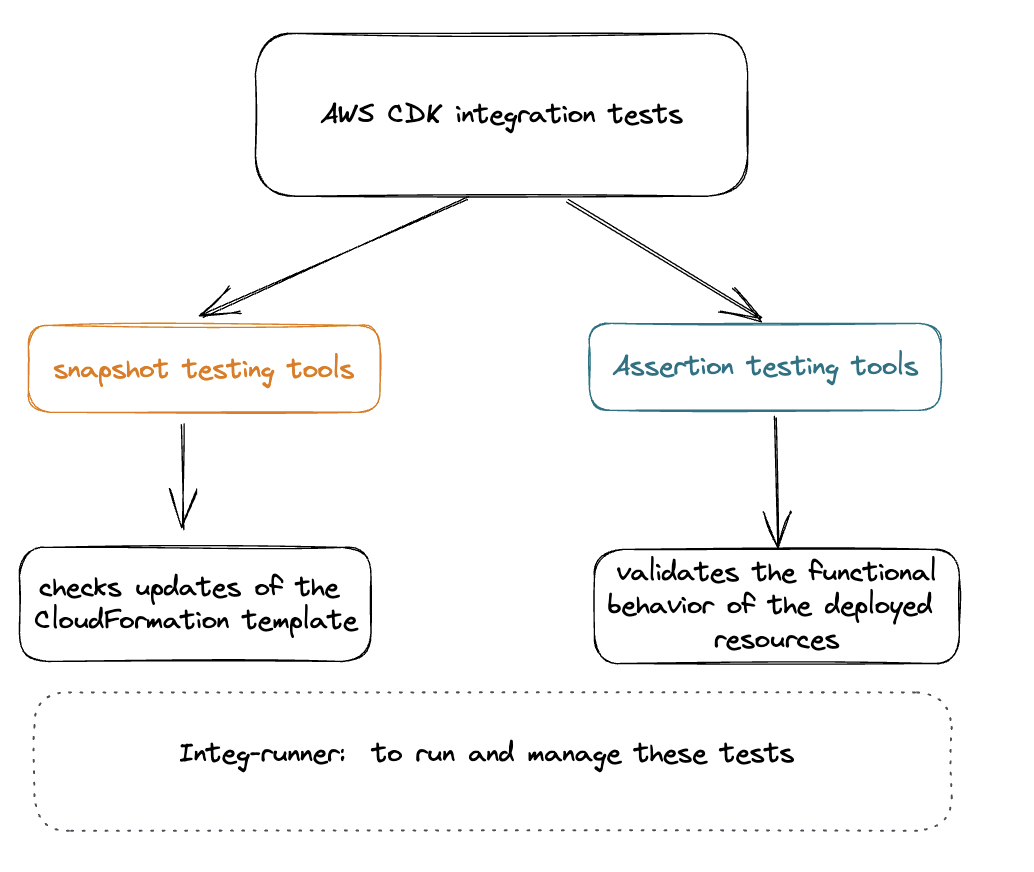 AWS CDK integration tests
snapshot testing tools
Assertion testing tools
checks updates of the
CloudFormation template
validates the functional
behavior of the deployed
resources
Integ-runner: to run and manage these tests